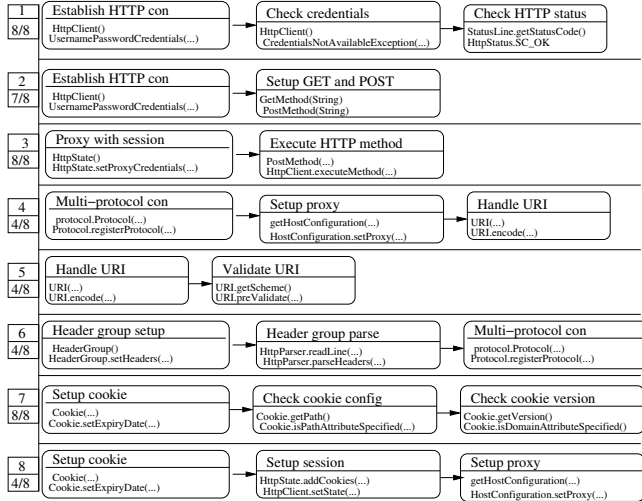 1
8/8
Establish HTTP con
HttpClient()
UsernamePasswordCredentials(...)
Check credentials
HttpClient()
CredentialsNotAvailableException(...)
Check HTTP status
StatusLine.getStatusCode()
HttpStatus.SC_OK
2
7/8
Establish HTTP con
HttpClient()
UsernamePasswordCredentials(...)
Setup GET and POST
GetMethod(String)
PostMethod(String)
3
8/8
Proxy with session
HttpState()
HttpState.setProxyCredentials(...)
Execute HTTP method
PostMethod(...)
HttpClient.executeMethod(...)
4
4/8
Multi−protocol con
protocol.Protocol(...)
Protocol.registerProtocol(...)
Setup proxy
getHostConfiguration(...)
HostConfiguration.setProxy(...)
Handle URI
URI(...)
URI.encode(...)
5
4/8
Handle URI
URI(...)
URI.encode(...)
Validate URI
URI.getScheme()
URI.preValidate(...)
6
4/8
Header group setup
HeaderGroup()
HeaderGroup.setHeaders(...)
Header group parse
HttpParser.readLine(...)
HttpParser.parseHeaders(...)
Multi−protocol con
protocol.Protocol(...)
Protocol.registerProtocol(...)
7
8/8
Setup cookie
Cookie(...)
Cookie.setExpiryDate(...)
Check cookie config
Cookie.getPath()
Cookie.isPathAttributeSpecified(...)
Check cookie version
Cookie.getVersion()
Cookie.isDomainAttributeSpecified()
8
4/8
Setup cookie
Cookie(...)
Cookie.setExpiryDate(...)
Setup session
HttpState.addCookies(...)
HttpClient.setState(...)
Setup proxy
getHostConfiguration(...)
HostConfiguration.setProxy(...)